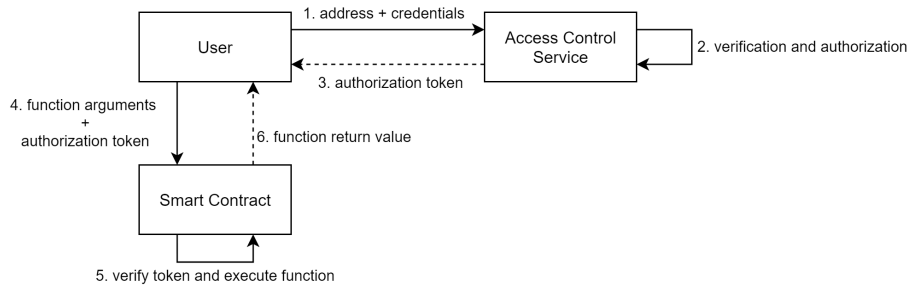 1. address + credentials
User
Access Control
Service
2. verification and authorization
3. authorization token
4. function arguments
+
authorization token
6. function return value
Smart Contract
5. verify token and execute function